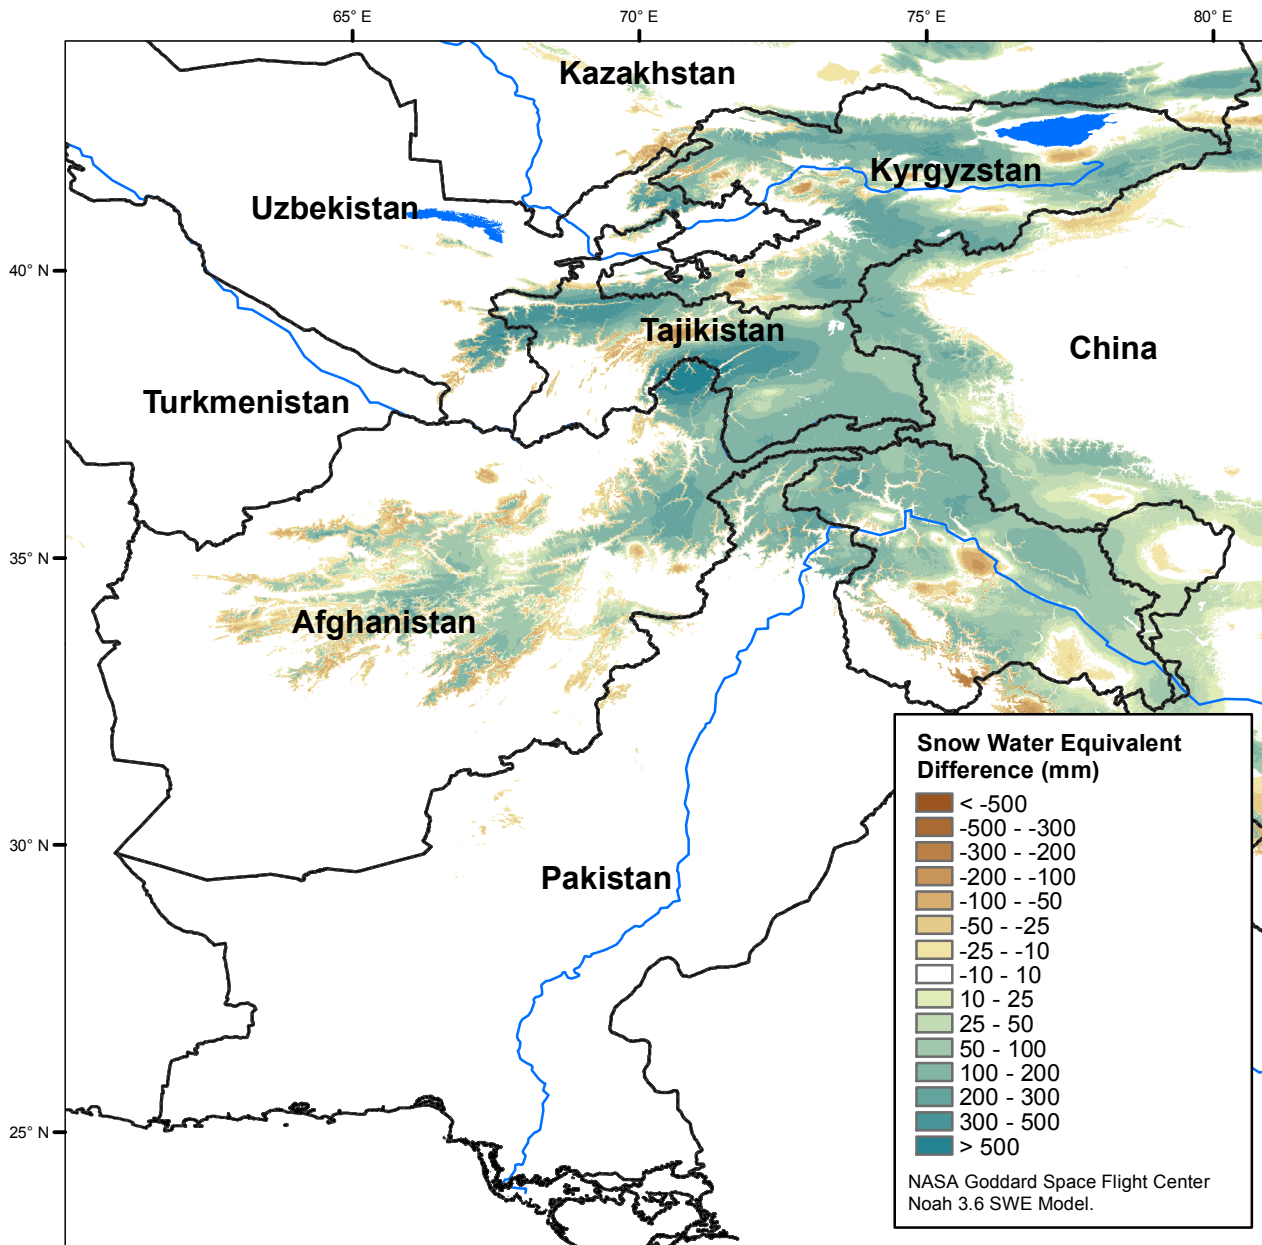 65° E
70° E
75° E
80° E
Kazakhstan
Kyrgyzstan
Uzbekistan
40° N
Tajikistan
China
Turkmenistan
35° N
Afghanistan
Snow Water Equivalent
Difference (mm)
< -500
-500 - -300
-300 - -200
-200 - -100
-100 - -50
-50 - -25
-25 - -10
-10 - 10
10 - 25
25 - 50
50 - 100
100 - 200
200 - 300
300 - 500
> 500
NASA Goddard Space Flight Center
Noah 3.6 SWE Model.
30° N
Pakistan
25° N